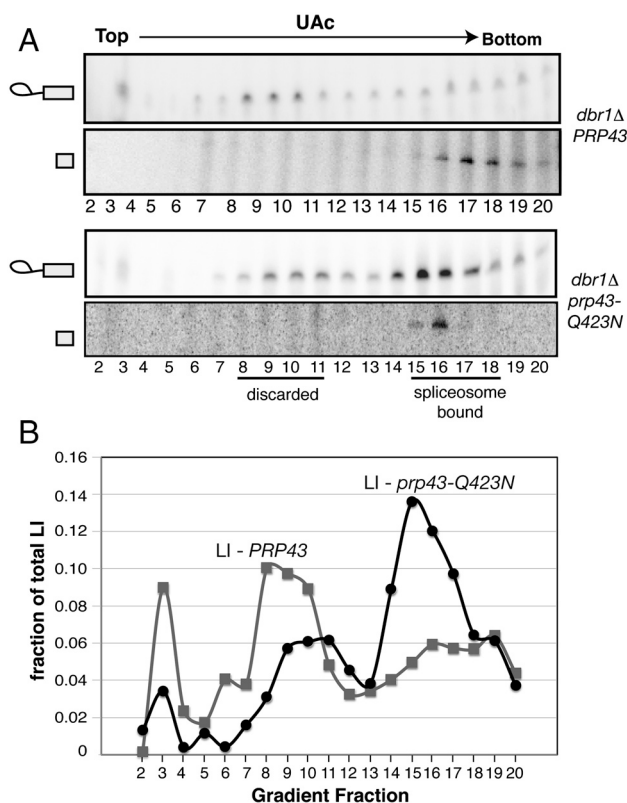 A
Top
UAc
Bottom
dbr1Δ
PRP43
2 3 4 5 6 7 8 9 10 11 12 13 14 15 16 17 18 19 20
dbr1Δ
prp43-
Q423N
2 3 4 5 6 7 8 9 10 11 12 13 14 15 16 17 18 19 20
discarded
spliceosome
bound
B
0.16
0.14
0.12
0.10
0.08
0.06
0.04
0.02
0
fraction of total LI
LI - prp43-Q423N
LI - PRP43
2 3 4 5 6 7 8 9 10 11 12 13 14 15 16 17 18 19 20
Gradient Fraction